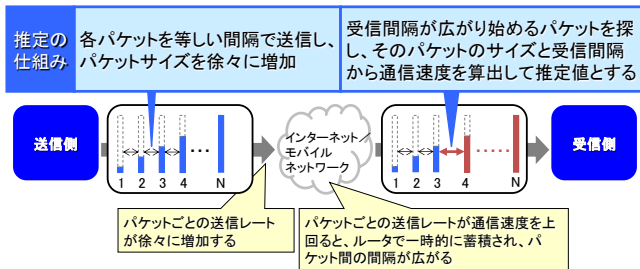 推定の
仕組み
各パケットを等しい間隔で送信し、
パケットサイズを徐々に増加
受信間隔が広がり始めるパケットを探
し、そのパケットのサイズと受信間隔
から通信速度を算出して推定値とする
送信側
1 2 3 4 ・・・ N
インターネット／
モバイル
ネットワーク
1 2 3 4 ・・・・・・ N
受信側
パケットごとの送信レート
が徐々に増加する
パケットごとの送信レートが通信速度を上
回ると、ルータで一時的に蓄積され、パ
ケット間の間隔が広がる